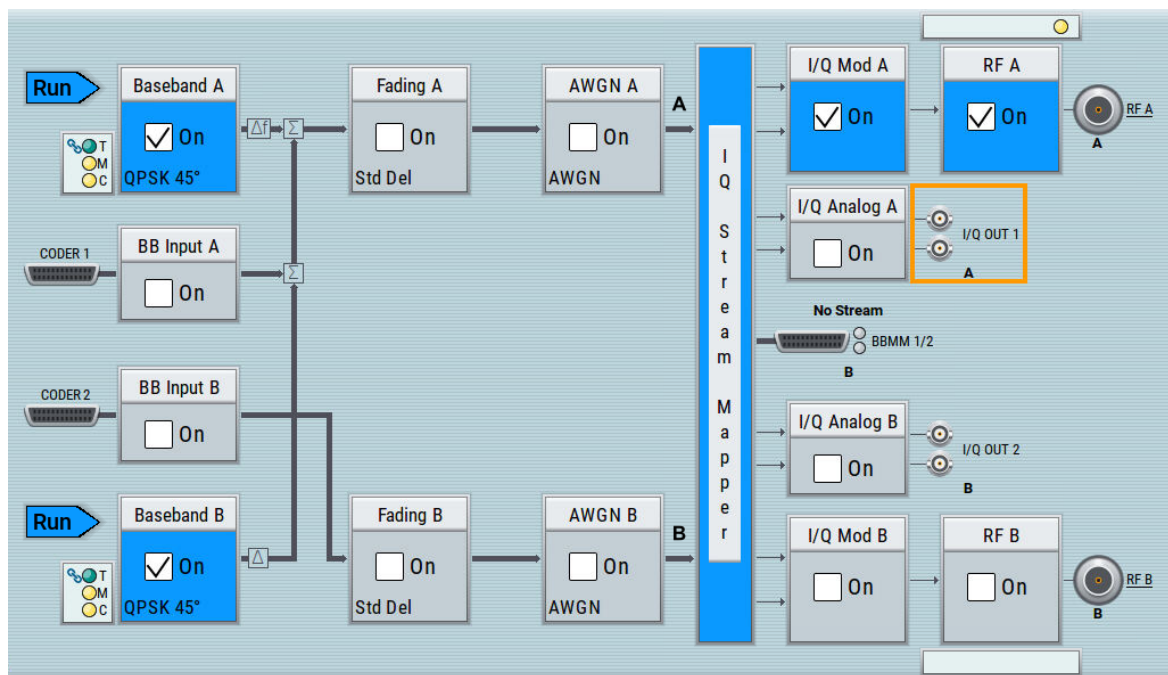 Run
Baseband A
On
QPSK 45°
T
M
C
Δf
Σ
Fading A
On
Std Del
AWGN A
On
AWGN
A
CODER 1
BB Input A
On
Σ
CODER 2
BB Input B
On
Run
Baseband B
On
QPSK 45°
T
M
C
Δ
Fading B
On
Std Del
AWGN B
On
AWGN
B
IQ Stream Mapper
I/Q Mod A
On
RF A
On
RF A
A
I/Q Analog A
On
I/Q OUT 1
A
No Stream
BBMM 1/2
B
I/Q Analog B
On
I/Q OUT 2
B
I/Q Mod B
On
RF B
On
RF B
B